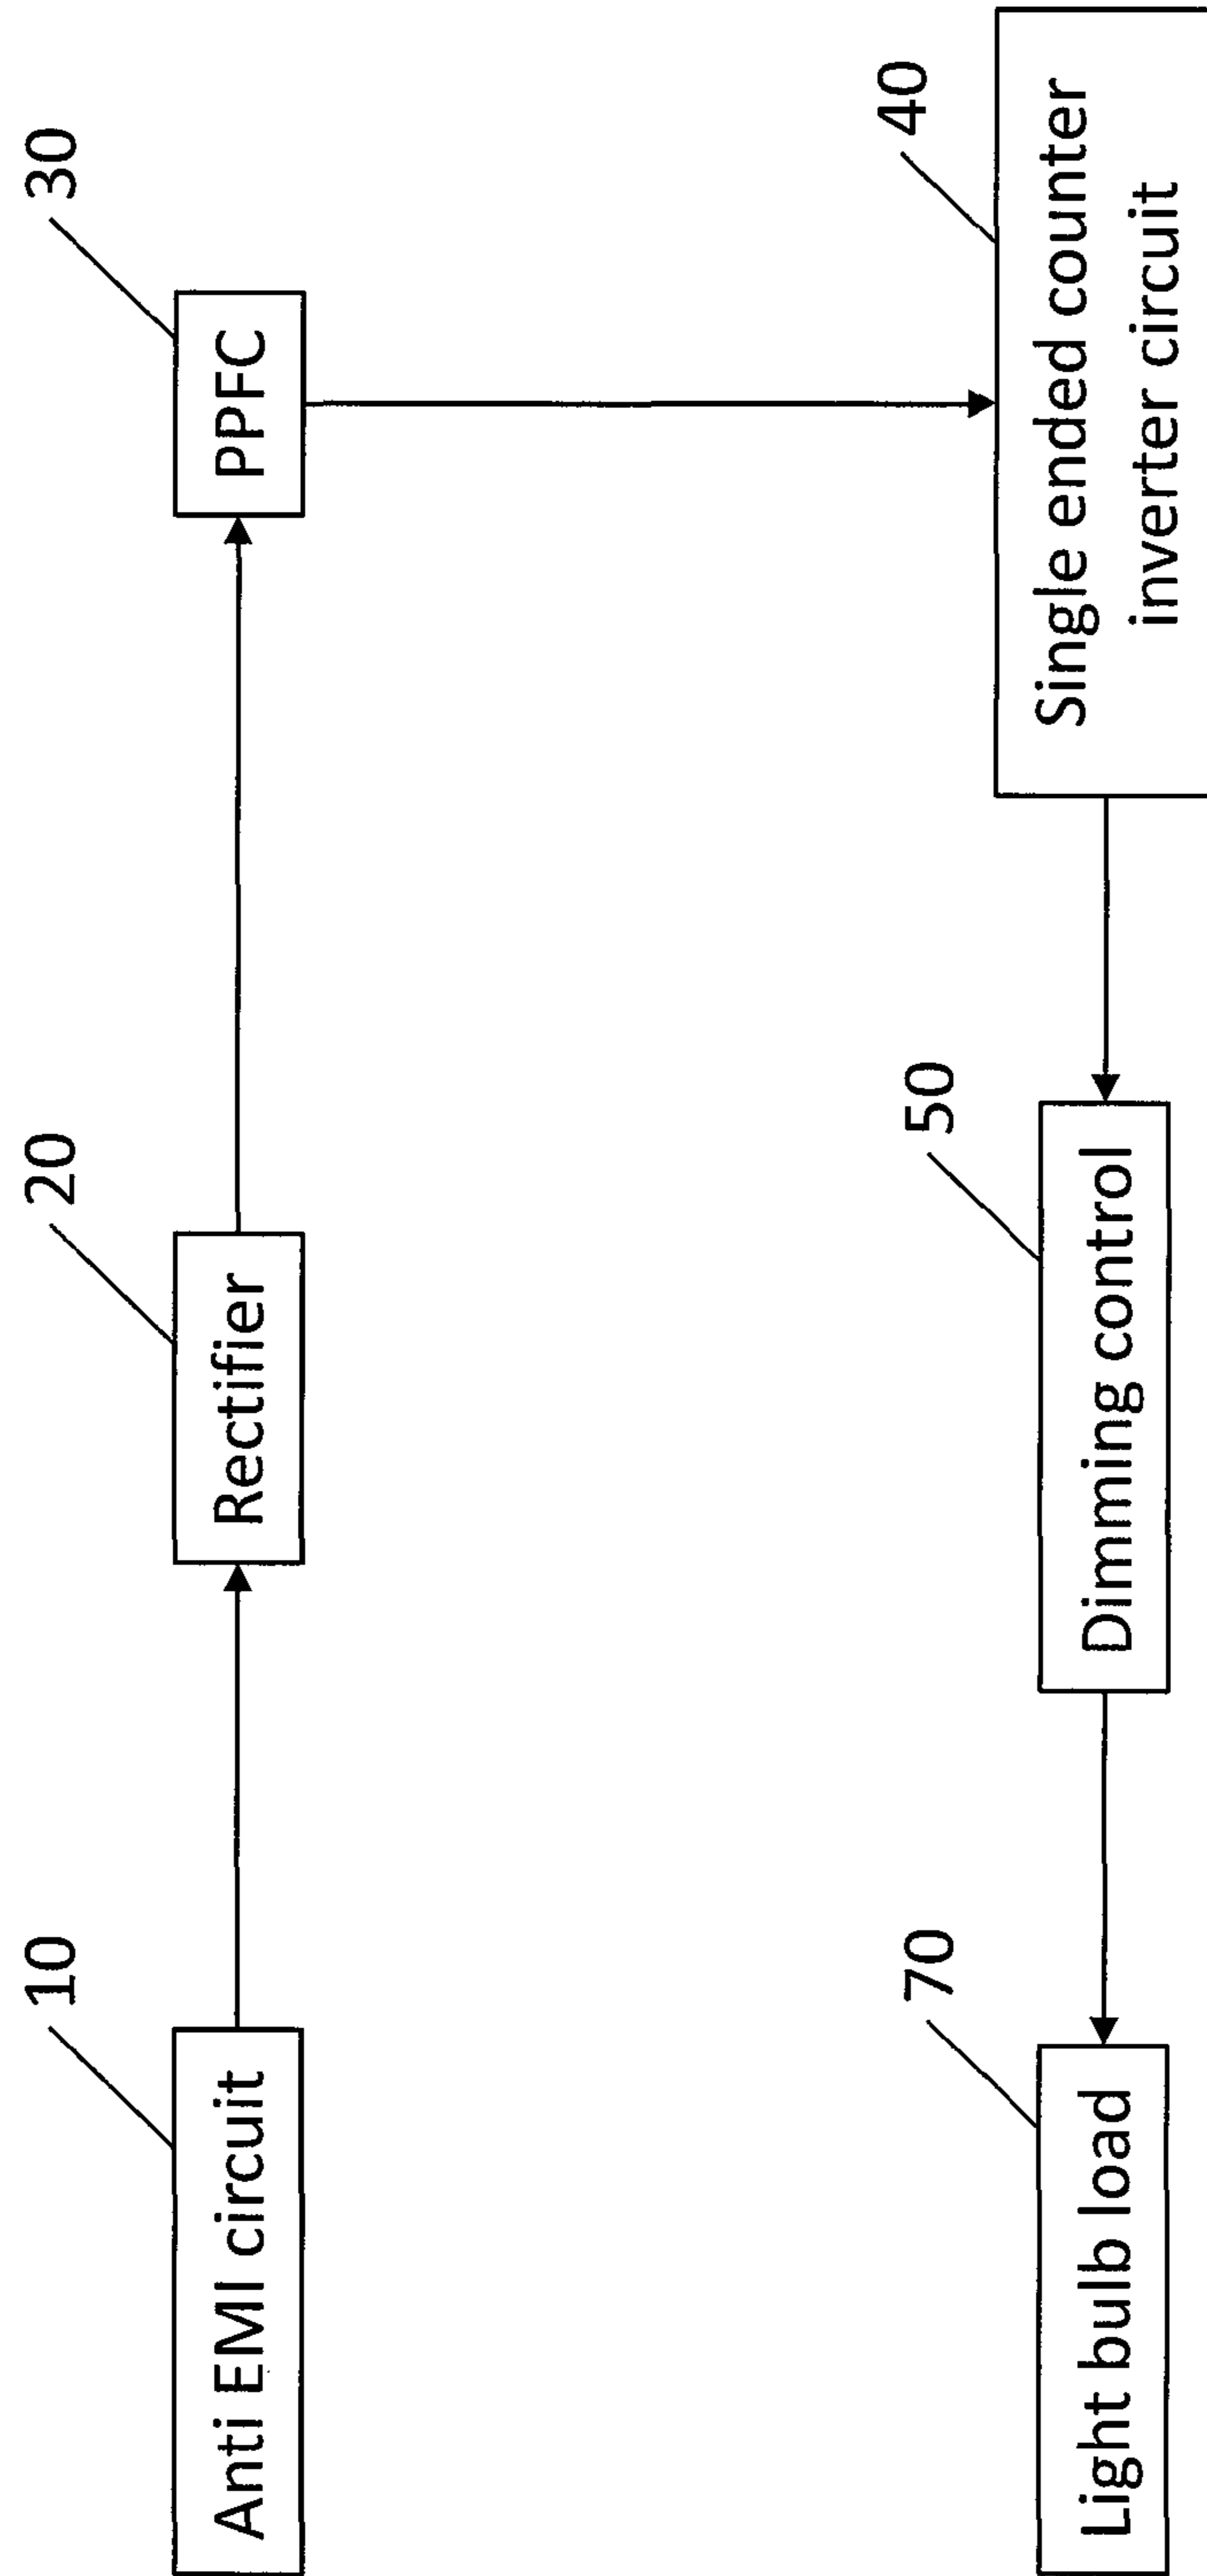 10
Anti EMI circuit
20
Rectifier
30
PPFC
40
Single ended counter
inverter circuit
50
Dimming control
70
Light bulb load